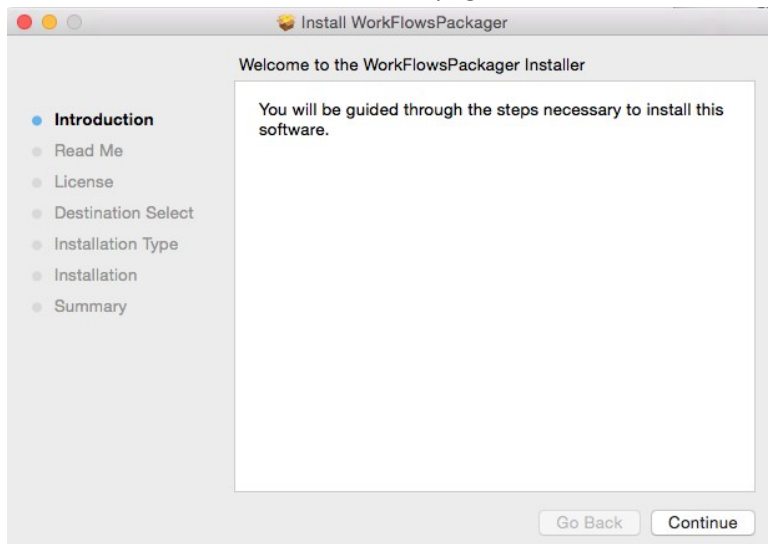 Install WorkFlowsPackager
Welcome to the WorkFlowsPackager Installer
Introduction
Read Me
License
Destination Select
Installation Type
Installation
Summary
You will be guided through the steps necessary to install this
software.
Go Back
Continue